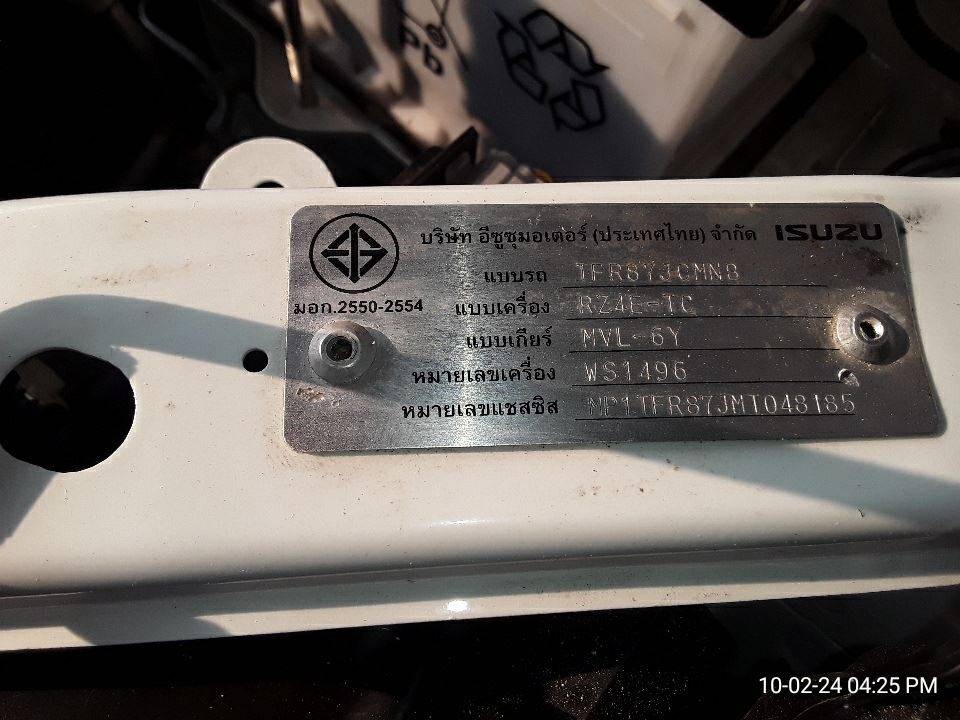 Pb
บริษัท อีซูซุมอเตอร์ (ประเทศไทย) จำกัด ISUZU
แบบรถ TFR87JCMN8
มอก.2550-2554 แบบเครื่อง RZ4E-TC
แบบเกียร์ MVL-6Y
หมายเลขเครื่อง WS1496
หมายเลขแชสซิส MP1TFR87JMT048185
10-02-24 04:25 PM